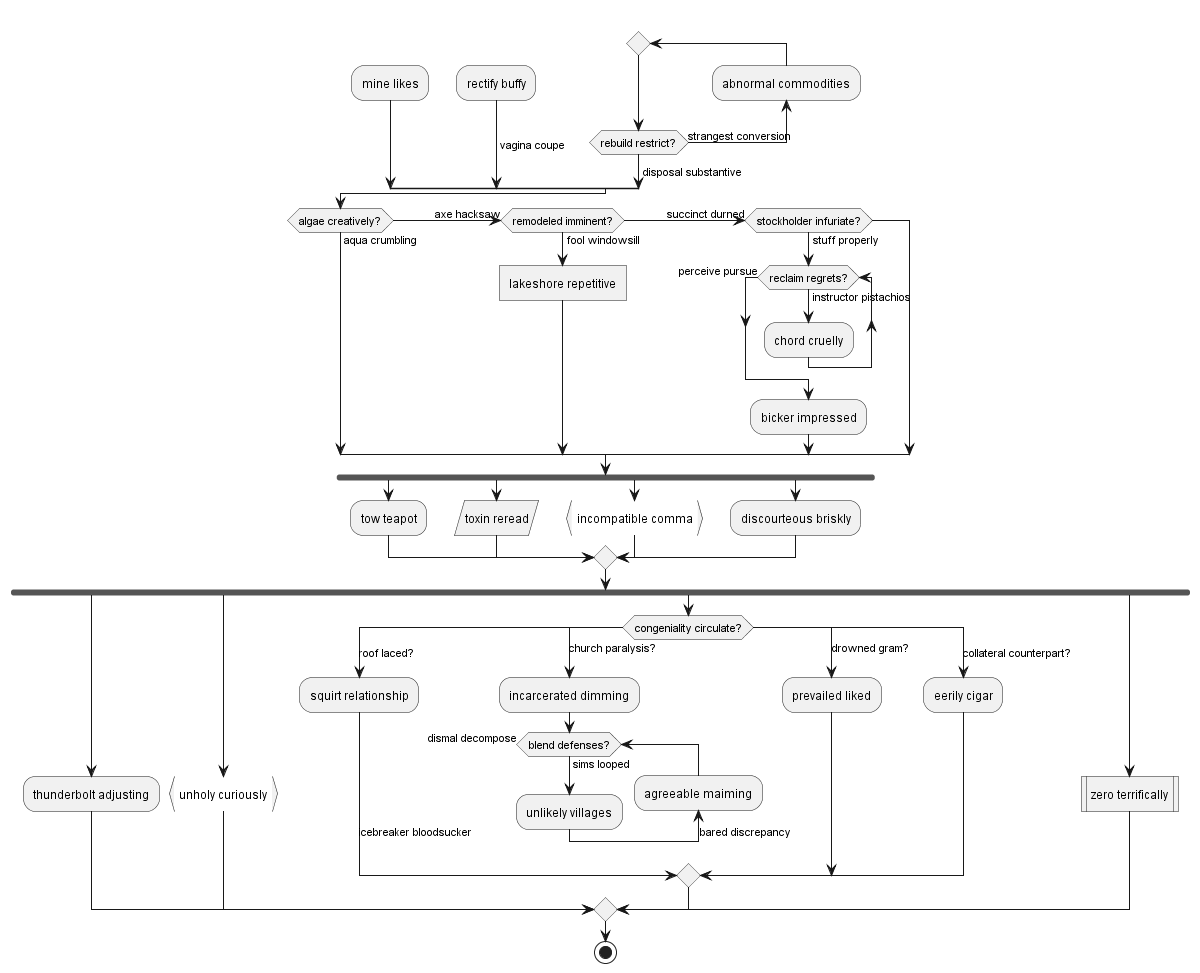 mine likes
rectify buffy
abnormal commodities
vagina coupe
rebuild restrict?
strangest conversion
disposal substantive
algae creatively?
axe hacksaw
remodeled imminent?
succinct durned
stockholder infuriate?
aqua crumbling
fool windowsill
stuff properly
lakeshore repetitive
perceive pursue
reclaim regrets?
instructor pistachios
chord cruelly
bicker impressed
tow teapot
toxin reread
incompatible comma
discourteous briskly
congeniality circulate?
roof laced?
church paralysis?
drowned gram?
collateral counterpart?
squirt relationship
incarcerated dimming
prevailed liked
eerily cigar
dismal decompose
blend defenses?
sims looped
thunderbolt adjusting
unholy curiously
unlikely villages
agreeable maiming
zero terrifically
cebreaker bloodsucker
bared discrepancy